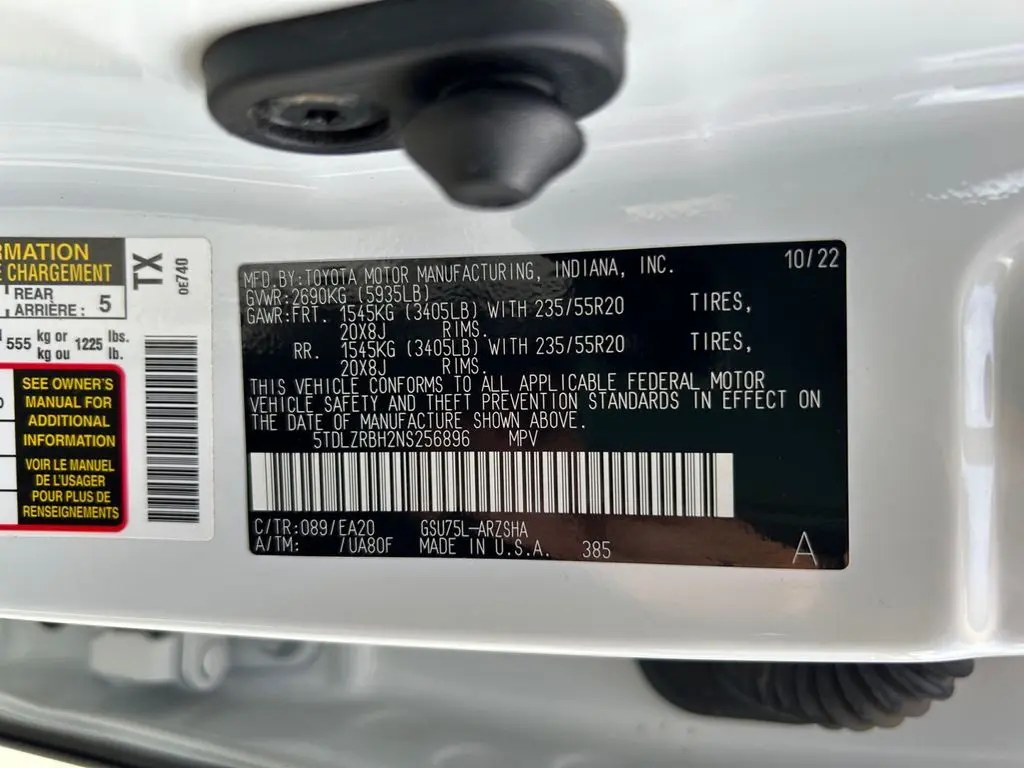 RMATION
E CHARGEMENT
REAR
ARRIÈRE : 5
555 kg or 1225 lbs.
kg ou lb.
SEE OWNER'S
MANUAL FOR
ADDITIONAL
INFORMATION
VOIR LE MANUEL
DE L'USAGER
POUR PLUS DE
RENSEIGNEMENTS
TX
0E740
MFD.BY:TOYOTA MOTOR MANUFACTURING, INDIANA, INC. 10/22
GVWR:2690KG (5935LB)
GAWR:FRT. 1545KG (3405LB) WITH 235/55R20 TIRES,
20X8J RIMS.
RR. 1545KG (3405LB) WITH 235/55R20 TIRES,
20X8J RIMS.
THIS VEHICLE CONFORMS TO ALL APPLICABLE FEDERAL MOTOR
VEHICLE SAFETY AND THEFT PREVENTION STANDARDS IN EFFECT ON
THE DATE OF MANUFACTURE SHOWN ABOVE.
5TDLZRBH2NS256896 MPV
C/TR:089/EA20 GSU75L-ARZSHA
A/TM: /UA80F MADE IN U.S.A. 385 A